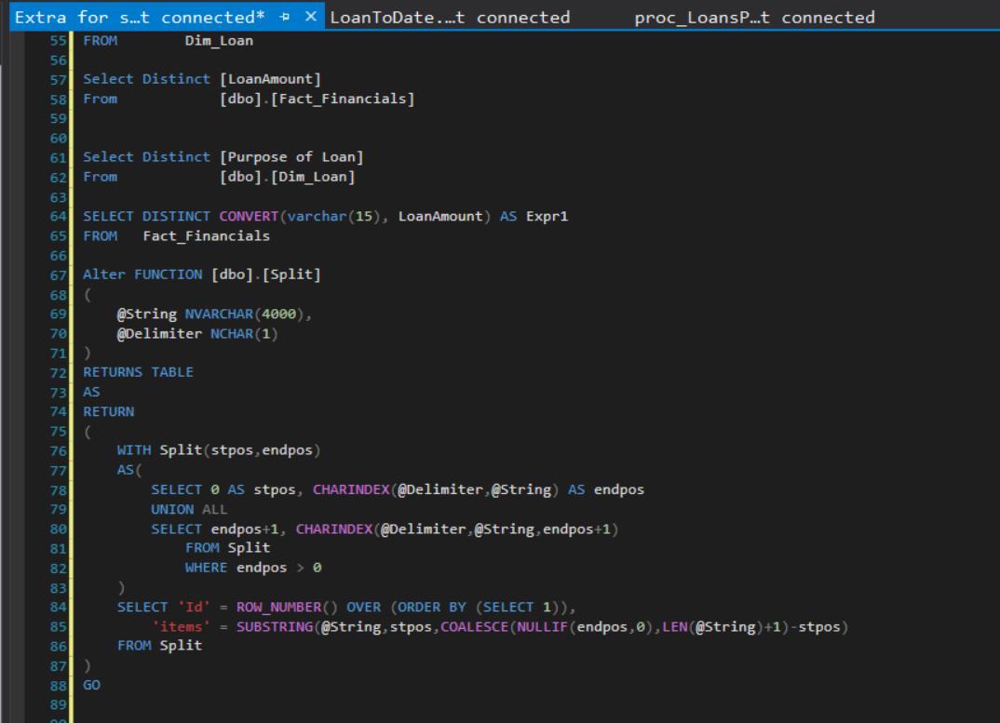 Extra for s...t connected* LoanToDate....t connected proc_LoansP...t connected
55 FROM        Dim_Loan
56
57 Select Distinct [LoanAmount]
58 From            [dbo].[Fact_Financials]
59
60
61 Select Distinct [Purpose of Loan]
62 From            [dbo].[Dim_Loan]
63
64 SELECT DISTINCT CONVERT(varchar(15), LoanAmount) AS Expr1
65 FROM   Fact_Financials
66
67 Alter FUNCTION [dbo].[Split]
68 (
69     @String NVARCHAR(4000),
70     @Delimiter NCHAR(1)
71 )
72 RETURNS TABLE
73 AS
74 RETURN
75 (
76     WITH Split(stpos,endpos)
77     AS(
78         SELECT 0 AS stpos, CHARINDEX(@Delimiter,@String) AS endpos
79         UNION ALL
80         SELECT endpos+1, CHARINDEX(@Delimiter,@String,endpos+1)
81             FROM Split
82             WHERE endpos > 0
83     )
84     SELECT 'Id' = ROW_NUMBER() OVER (ORDER BY (SELECT 1)),
85         'items' = SUBSTRING(@String,stpos,COALESCE(NULLIF(endpos,0),LEN(@String)+1)-stpos)
86     FROM Split
87 )
88 GO
89